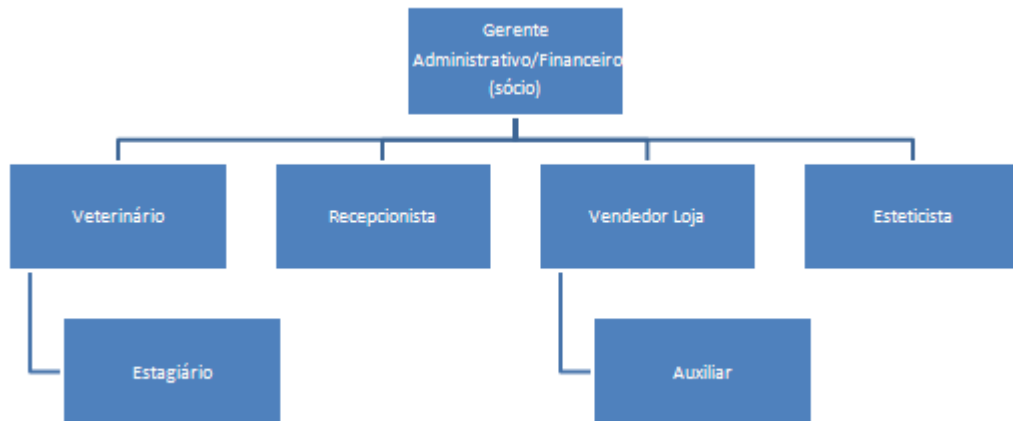 Gerente
Administrativo/Financeiro
(sócio)
Veterinário
Recepcionista
Vendedor Loja
Esteticista
Estagiário
Auxiliar